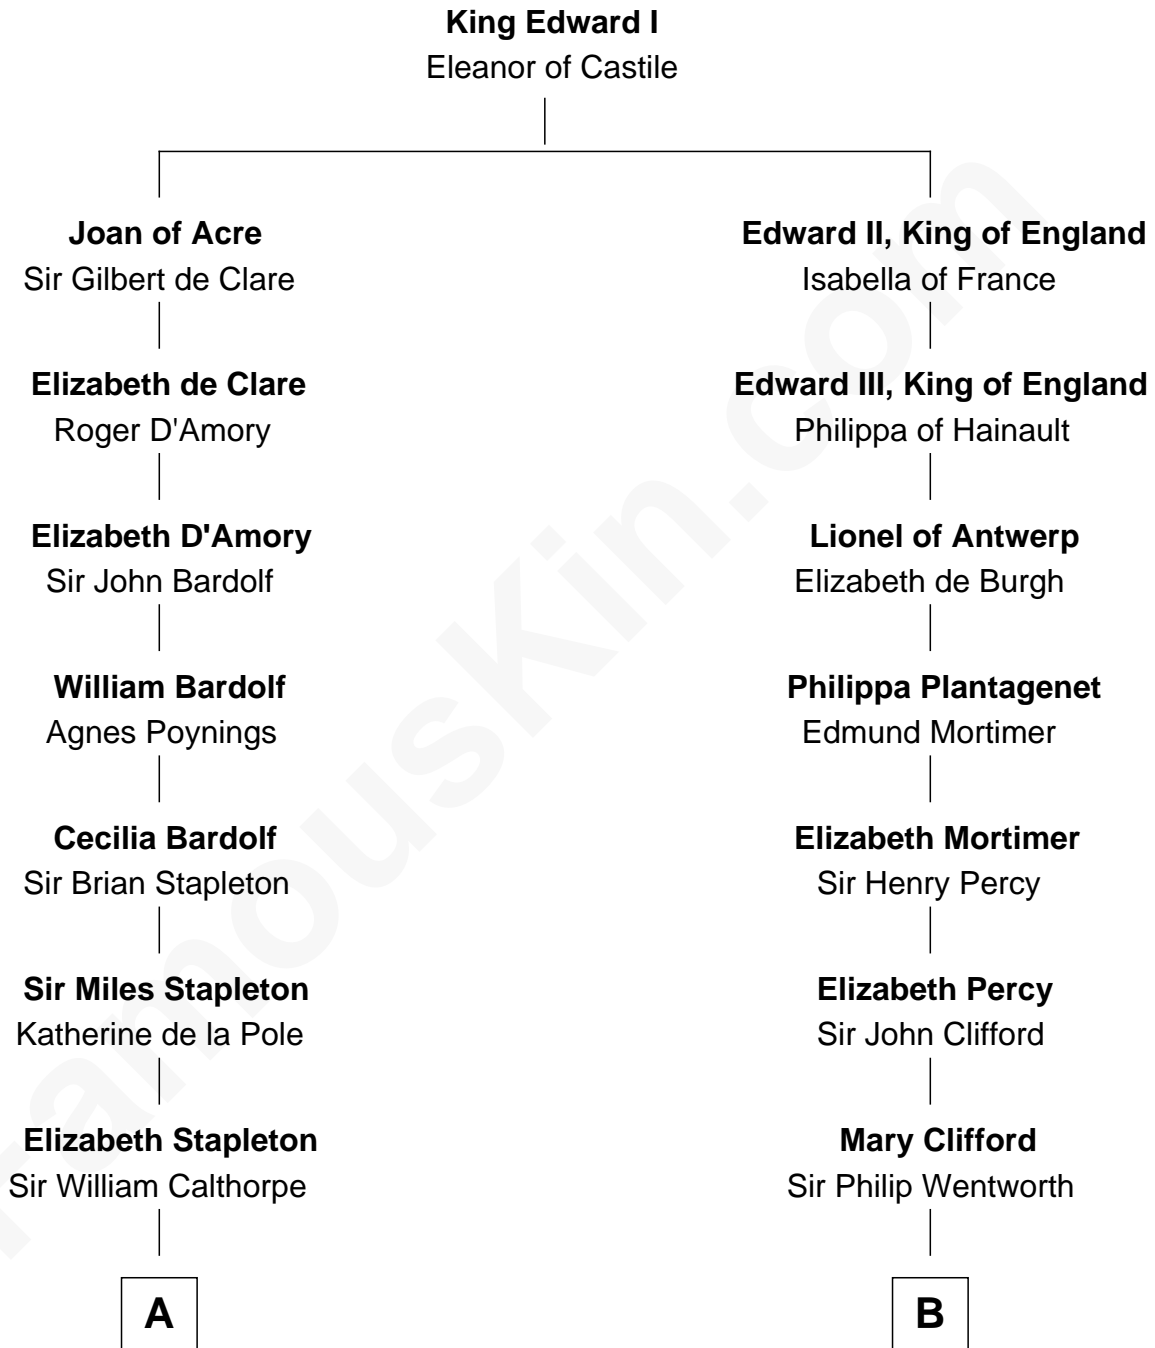 King Edward I
Eleanor of Castile
Joan of Acre
Sir Gilbert de Clare
Edward II, King of England
Isabella of France
Elizabeth de Clare
Roger D'Amory
Edward III, King of England
Philippa of Hainault
Elizabeth D'Amory
Sir John Bardolf
Lionel of Antwerp
Elizabeth de Burgh
William Bardolf
Agnes Poynings
Philippa Plantagenet
Edmund Mortimer
Cecilia Bardolf
Sir Brian Stapleton
Elizabeth Mortimer
Sir Henry Percy
Sir Miles Stapleton
Katherine de la Pole
Elizabeth Percy
Sir John Clifford
Elizabeth Stapleton
Sir William Calthorpe
Mary Clifford
Sir Philip Wentworth
A
B
FamousKin.com